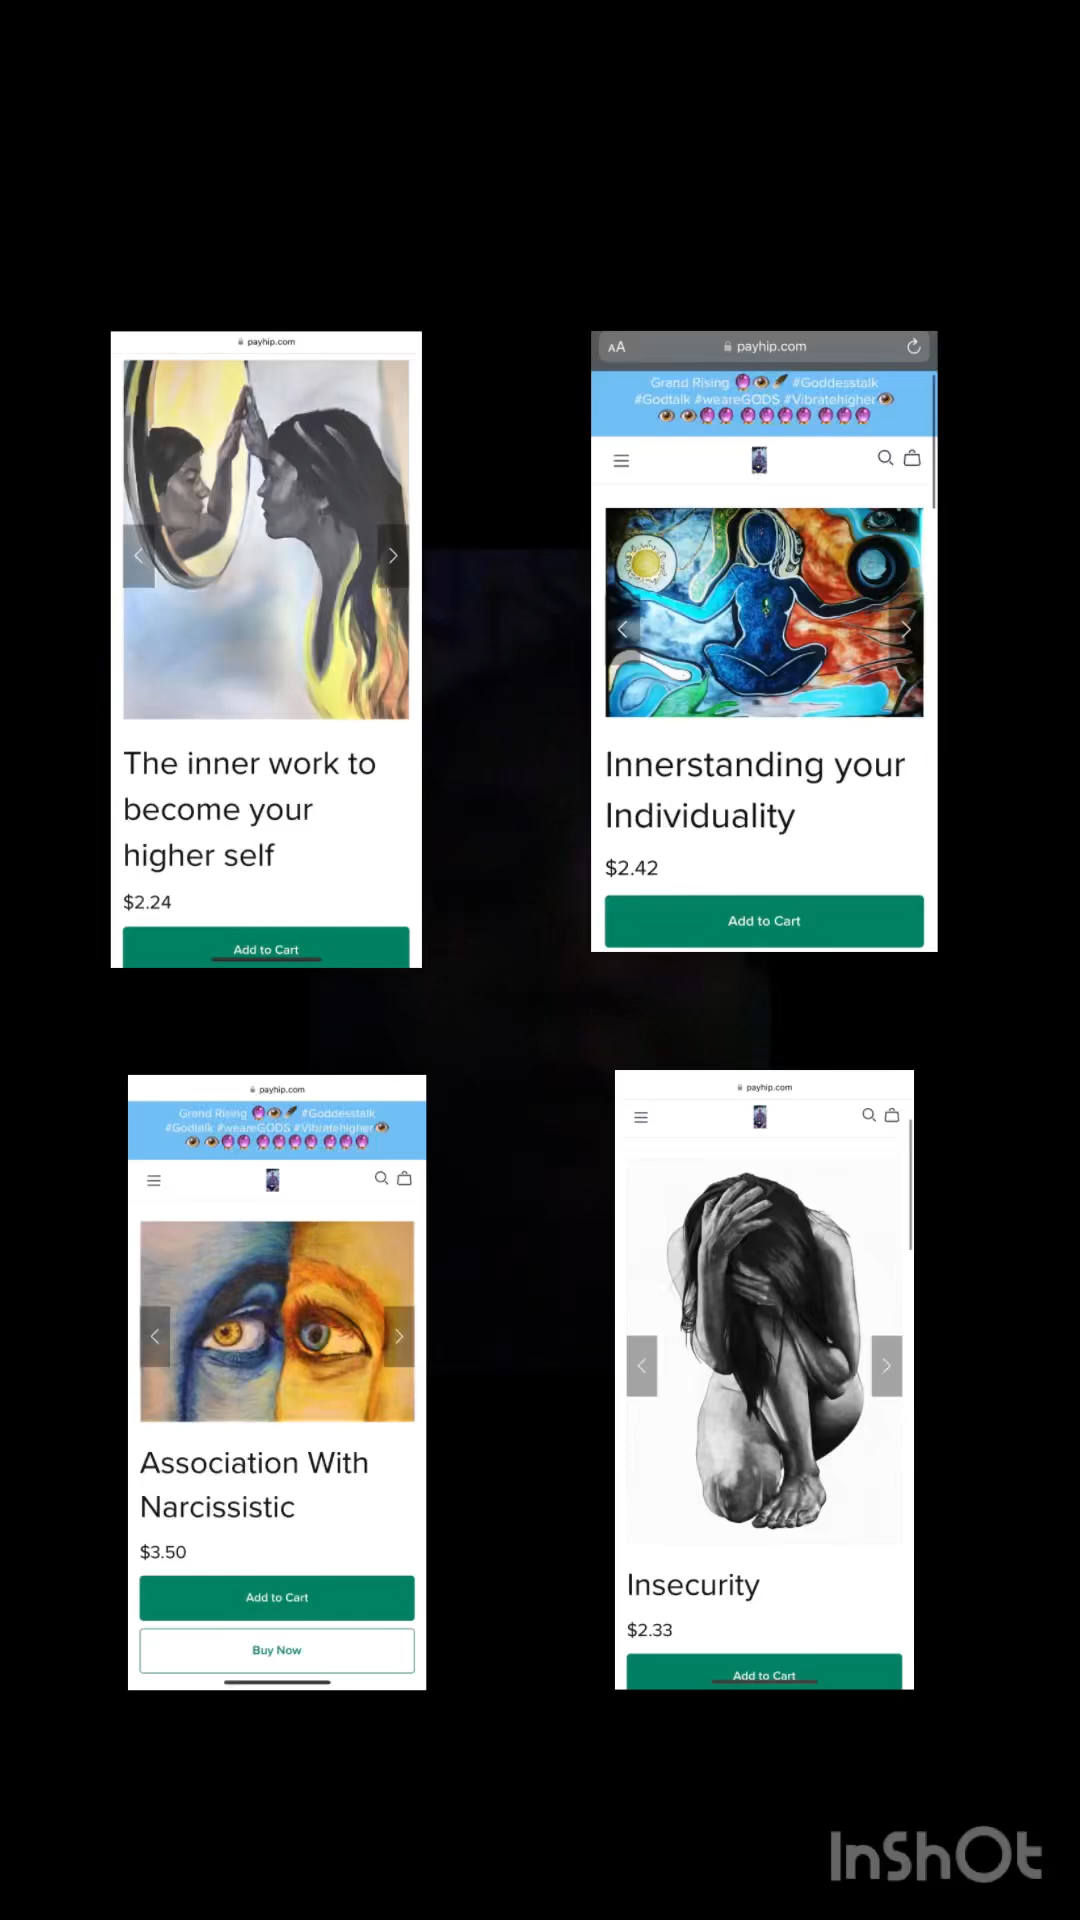 payhip.com
The inner work to
become your
higher self
$2.24
Add to Cart
AA payhip.com
Grand Rising 🔮👁🪶 #Goddesstalk
#Godtalk #weareGODS #Vibratehigher👁
👁 👁🔮🔮 🔮🔮🔮🔮 🔮🔮🔮
Innerstanding your
Individuality
$2.42
Add to Cart
payhip.com
Grand Rising 🔮👁🪶 #Goddesstalk
#Godtalk #weareGODS #Vibratehigher👁
👁 👁🔮🔮 🔮🔮🔮🔮 🔮🔮🔮
Association With
Narcissistic
$3.50
Add to Cart
Buy Now
payhip.com
Insecurity
$2.33
Add to Cart
InShOt